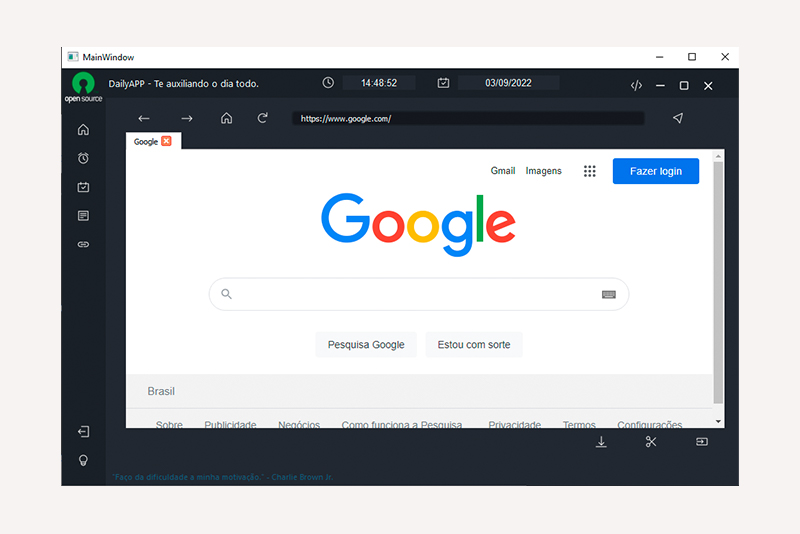 MainWindow
open source
DailyAPP - Te auxiliando o dia todo.
14:48:52
03/09/2022
https://www.google.com/
Google
Gmail Imagens
Fazer login
Google
Pesquisa Google
Estou com sorte
Brasil
Sobre Publicidade Negócios Como funciona a Pesquisa Privacidade Termos Configurações
"Faço da dificuldade a minha motivação." - Charlie Brown Jr.